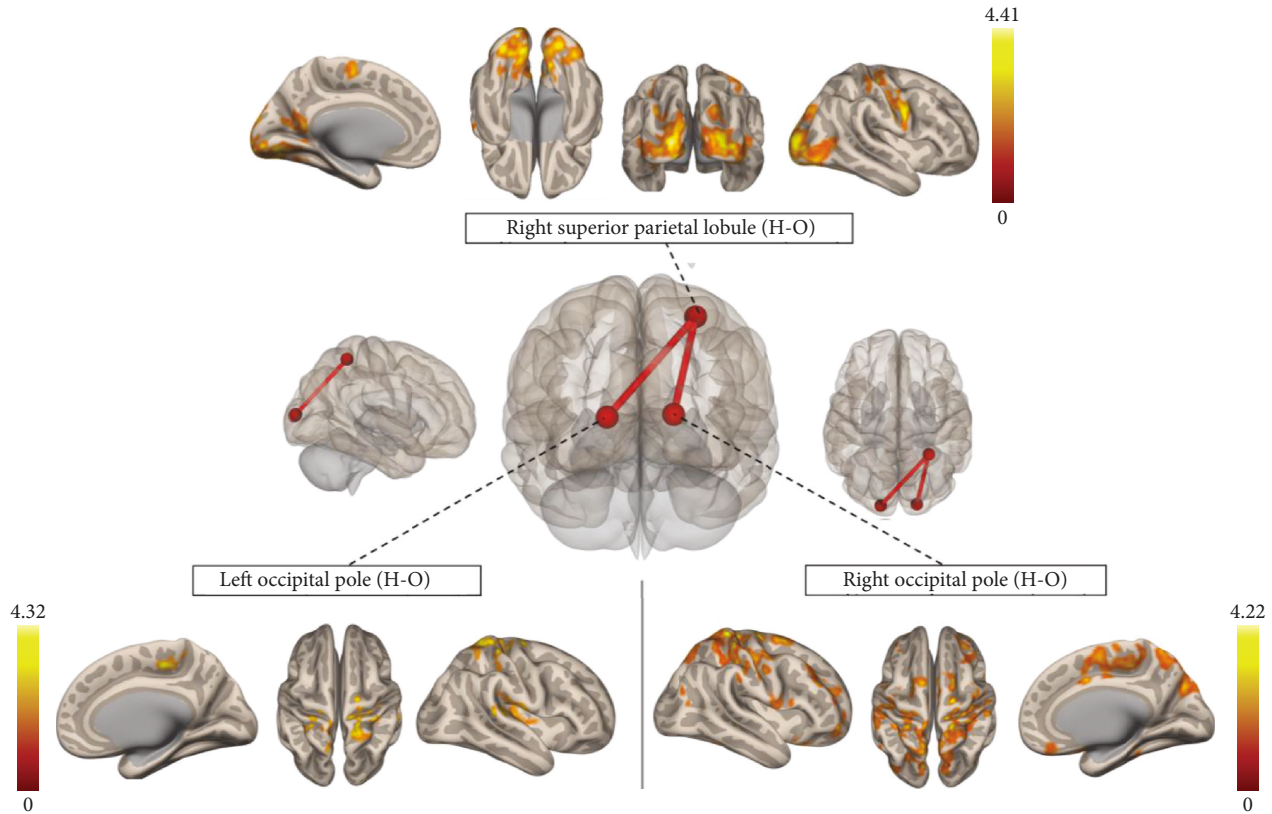 4.41
0
Right superior parietal lobule (H-O)
Left occipital pole (H-O)
Right occipital pole (H-O)
4.32
0
4.22
0